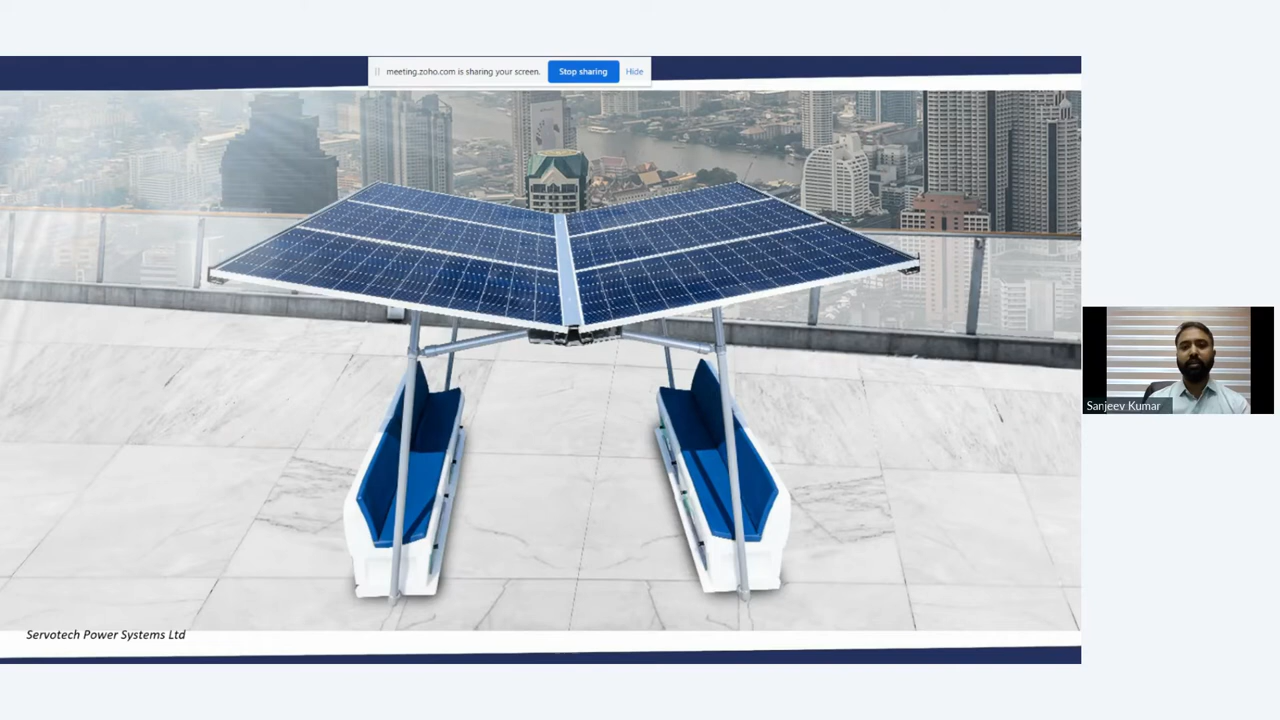 meeting.zoho.com is sharing your screen. Stop sharing Hide
Sanjeev Kumar
Servotech Power Systems Ltd